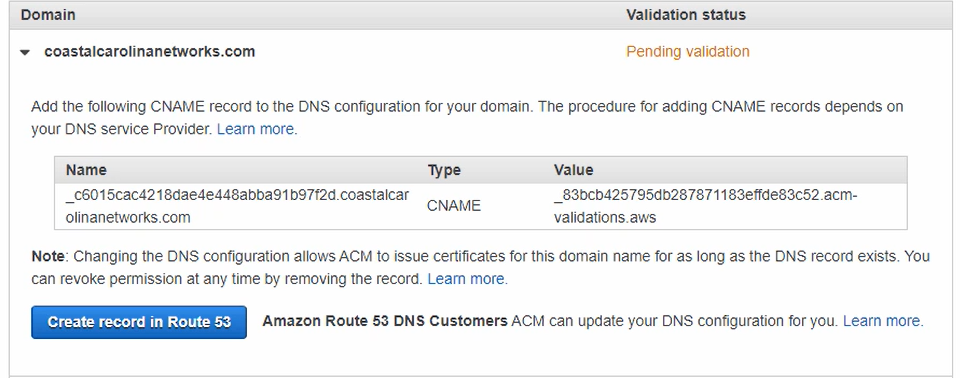 Domain Validation status
coastalcarolinanetworks.com Pending validation
Add the following CNAME record to the DNS configuration for your domain. The procedure for adding CNAME records depends on
your DNS service Provider. Learn more.
Name Type Value
_c6015cac4218dae4e448abba91b97f2d.coastalcar
olinanetworks.com
CNAME
_83bcb425795db287871183effde83c52.acm-
validations.aws
Note: Changing the DNS configuration allows ACM to issue certificates for this domain name for as long as the DNS record exists. You
can revoke permission at any time by removing the record. Learn more.
Create record in Route 53 Amazon Route 53 DNS Customers ACM can update your DNS configuration for you. Learn more.